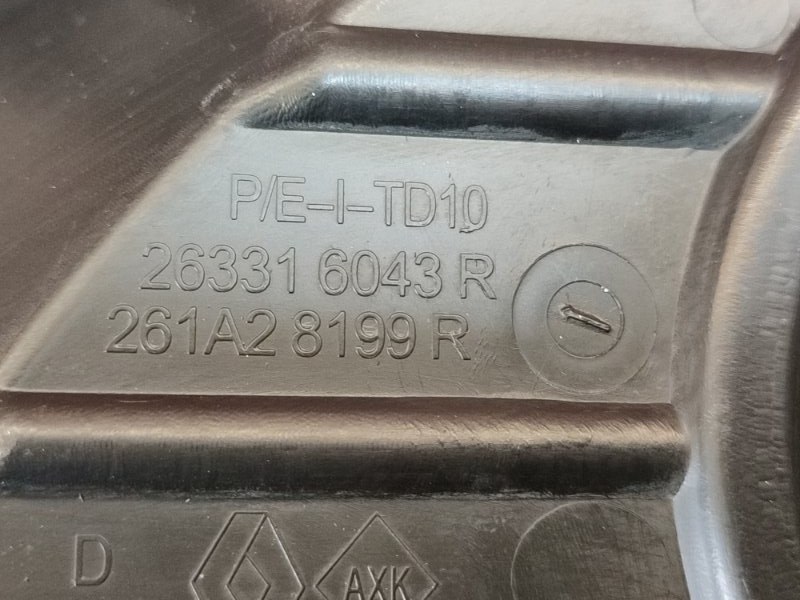 P/E-I-TD10
26331 6043 R
261A2 8199 R
D AXK